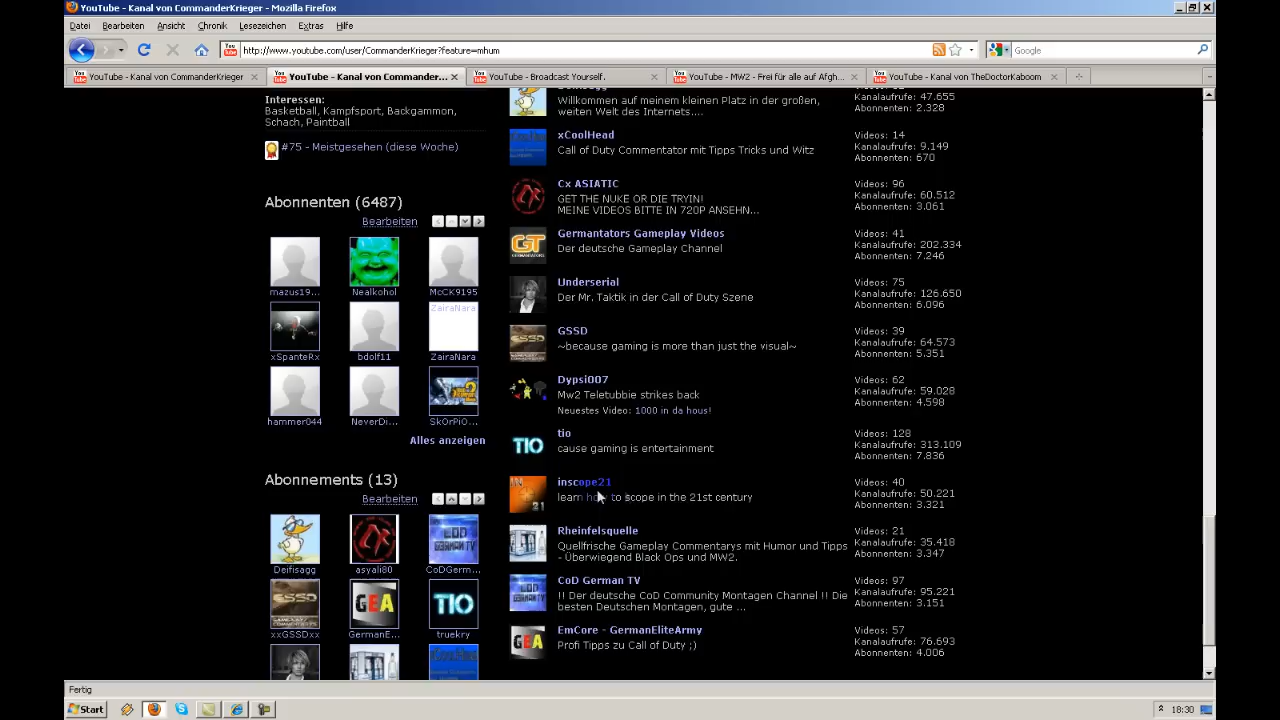 YouTube - Kanal von CommanderKrieger - Mozilla Firefox
Datei Bearbeiten Ansicht Chronik Lesezeichen Extras Hilfe
http://www.youtube.com/user/CommanderKrieger?feature=mhum
Google
YouTube - Kanal von CommanderKrieger
YouTube - Kanal von Commander...
YouTube - Broadcast Yourself.
YouTube - MW2 - Frei für alle auf Afgh...
YouTube - Kanal von TheDoctorKaboom
Interessen:
Basketball, Kampfsport, Backgammon,
Schach, Paintball
#75 - Meistgesehen (diese Woche)
Abonnenten (6487)
Bearbeiten
mazus19...
Nealkohol
McCK9195
ZairaNara
xSpanteRx
bdolf11
ZairaNara
hammer044
NeverDi...
SkOrPiO...
Alles anzeigen
Abonnements (13)
Bearbeiten
Deifisagg
asyali80
CoDGerm...
GSSD
GEA
TIO
xxGSSDxx
GermanE...
truekry
Deifisagg
Willkommen auf meinem kleinen Platz in der großen,
weiten Welt des Internets....
Kanalaufrufe: 47.655
Abonnenten: 2.328
xCoolHead
Call of Duty Commentator mit Tipps Tricks und Witz
Videos: 14
Kanalaufrufe: 9.149
Abonnenten: 670
Cx ASIATIC
GET THE NUKE OR DIE TRYIN!
MEINE VIDEOS BITTE IN 720P ANSEHN...
Videos: 96
Kanalaufrufe: 60.512
Abonnenten: 3.061
GT
Germantators Gameplay Videos
Der deutsche Gameplay Channel
Videos: 41
Kanalaufrufe: 202.334
Abonnenten: 7.246
Underserial
Der Mr. Taktik in der Call of Duty Szene
Videos: 75
Kanalaufrufe: 126.650
Abonnenten: 6.096
GSSD
GSSD
~because gaming is more than just the visual~
Videos: 39
Kanalaufrufe: 64.573
Abonnenten: 5.351
Dypsi007
Mw2 Teletubbie strikes back
Neuestes Video: 1000 in da hous!
Videos: 62
Kanalaufrufe: 59.028
Abonnenten: 4.598
TIO
tio
cause gaming is entertainment
Videos: 128
Kanalaufrufe: 313.109
Abonnenten: 7.836
IN
21
inscope21
learn how to scope in the 21st century
Videos: 40
Kanalaufrufe: 50.221
Abonnenten: 3.321
Rheinfelsquelle
Quellfrische Gameplay Commentarys mit Humor und Tipps
- Überwiegend Black Ops und MW2.
Videos: 21
Kanalaufrufe: 35.418
Abonnenten: 3.347
CoD German TV
!! Der deutsche CoD Community Montagen Channel !! Die
besten Deutschen Montagen, gute ...
Videos: 97
Kanalaufrufe: 95.221
Abonnenten: 3.151
GEA
EmCore - GermanEliteArmy
Profi Tipps zu Call of Duty ;)
Videos: 57
Kanalaufrufe: 76.693
Abonnenten: 4.006
Fertig
Start
18:30